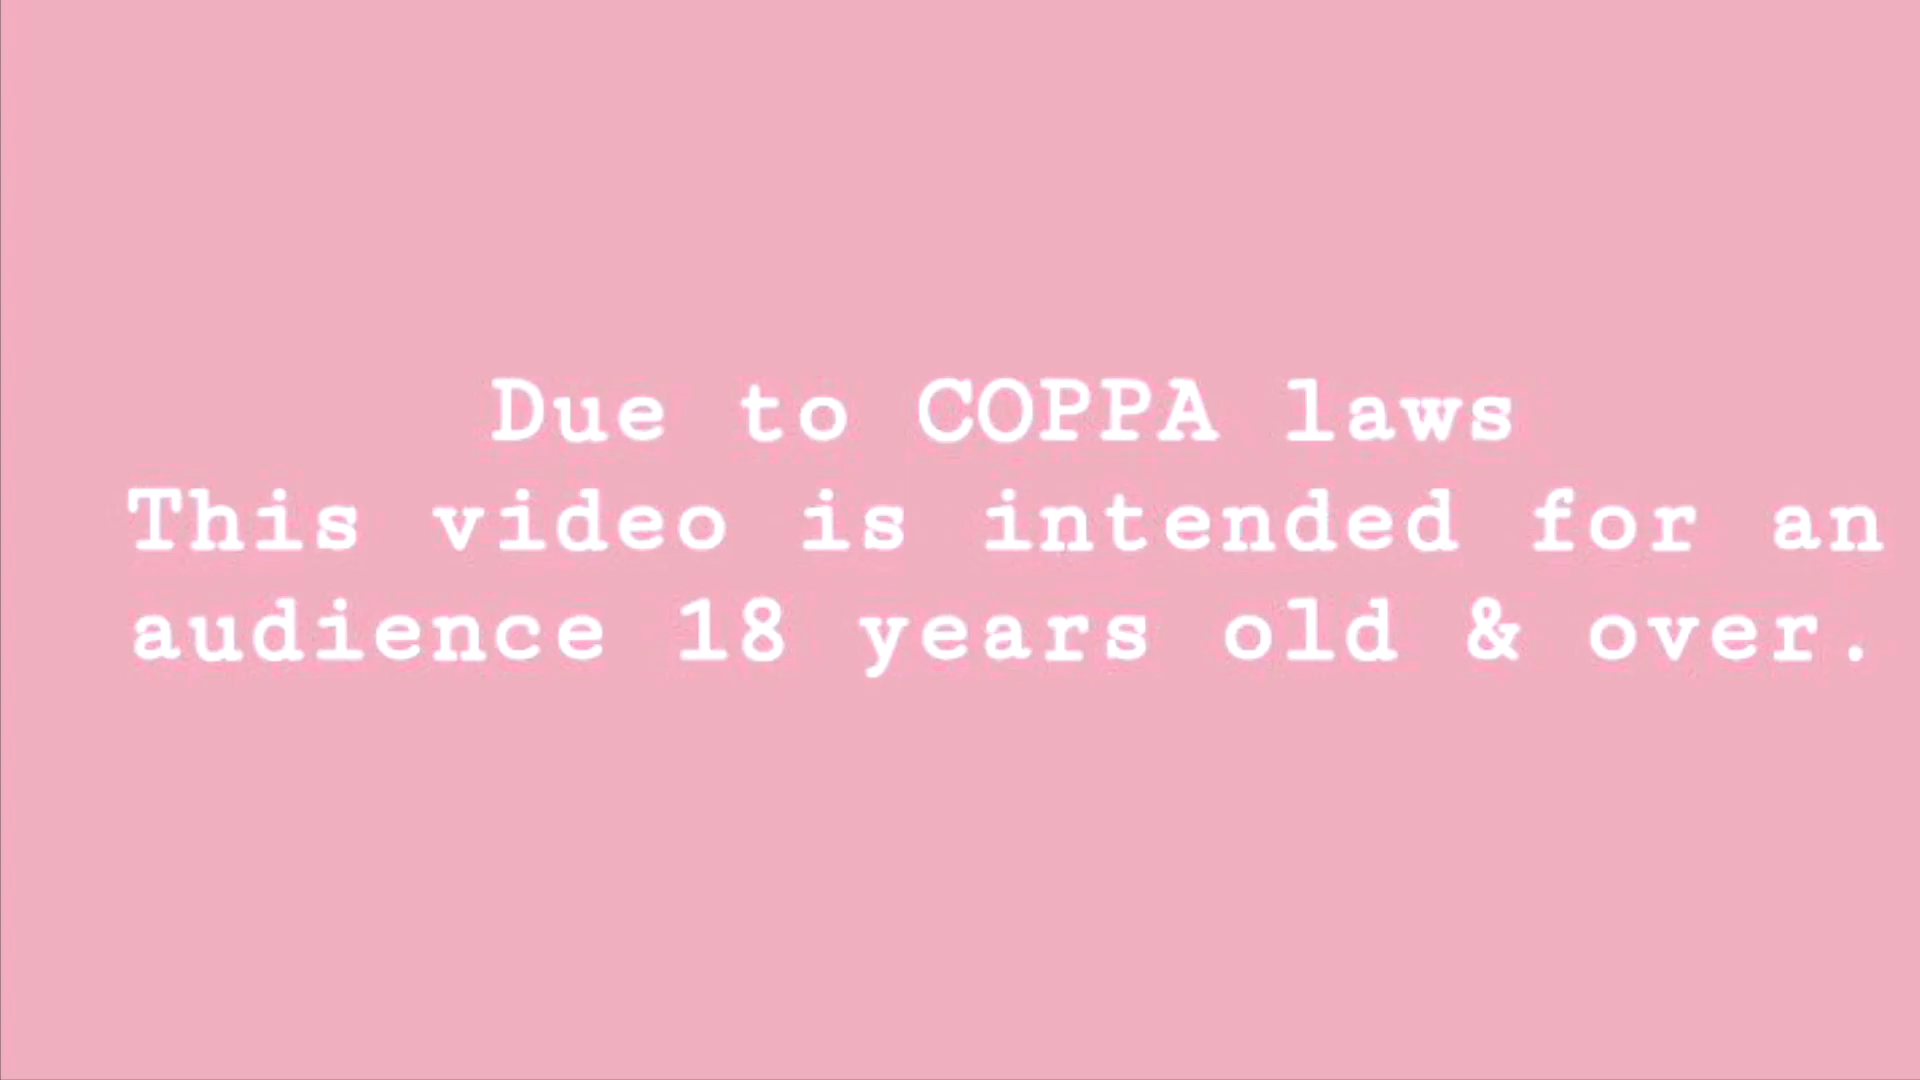 Due to COPPA laws
This video is intended for an
audience 18 years old & over.